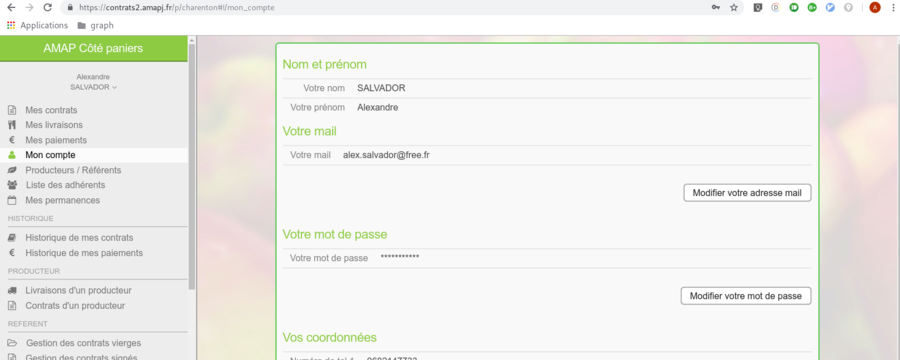 https://contrats2.amapj.fr/p/charenton#!/mon_compte
Applications graph
AMAP Côté paniers
Alexandre
SALVADOR
Mes contrats
Mes livraisons
Mes paiements
Mon compte
Producteurs / Référents
Liste des adhérents
Mes permanences
HISTORIQUE
Historique de mes contrats
Historique de mes paiements
PRODUCTEUR
Livraisons d'un producteur
Contrats d'un producteur
REFERENT
Gestion des contrats vierges
Gestion des contrats signés
Nom et prénom
Votre nom SALVADOR
Votre prénom Alexandre
Votre mail
Votre mail alex.salvador@free.fr
Modifier votre adresse mail
Votre mot de passe
Votre mot de passe ***********
Modifier votre mot de passe
Vos coordonnées